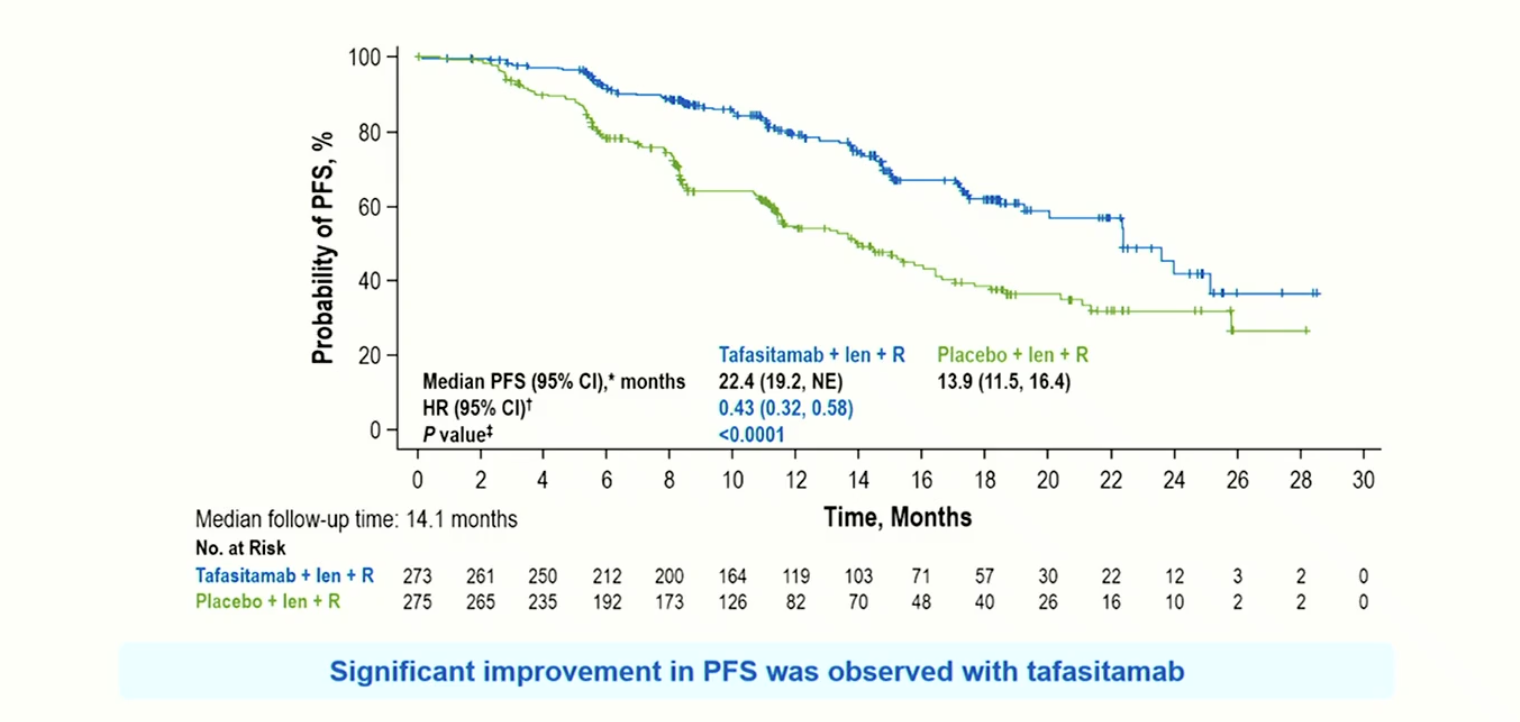 Probability of PFS, %
100
80
60
40
20
0
Tafasitamab + len + R Placebo + len + R
Median PFS (95% CI),* months 22.4 (19.2, NE) 13.9 (11.5, 16.4)
HR (95% CI)† 0.43 (0.32, 0.58)
P value‡ <0.0001
0 2 4 6 8 10 12 14 16 18 20 22 24 26 28 30
Time, Months
Median follow-up time: 14.1 months
No. at Risk
Tafasitamab + len + R 273 261 250 212 200 164 119 103 71 57 30 22 12 3 2 0
Placebo + len + R 275 265 235 192 173 126 82 70 48 40 26 16 10 2 2 0
Significant improvement in PFS was observed with tafasitamab